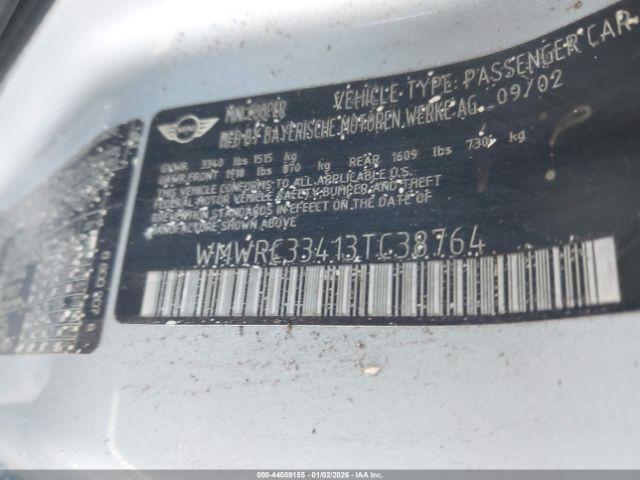 MINI
MINI COOPER
VEHICLE TYPE: PASSENGER CAR
MFD BY BAYERISCHE MOTOREN WERKE AG 09/02
GVWR 3340 lbs 1515 kg
GAWR FRONT 1918 lbs 870 kg REAR 1609 lbs 730 kg
THIS VEHICLE CONFORMS TO ALL APPLICABLE U.S.
FEDERAL MOTOR VEHICLE SAFETY, BUMPER AND THEFT
PREVENTION STANDARDS IN EFFECT ON THE DATE OF
MANUFACTURE SHOWN ABOVE
WMWRC33413TC38764
000-44059155 - 01/02/2026 - IAA Holdings, LLC.